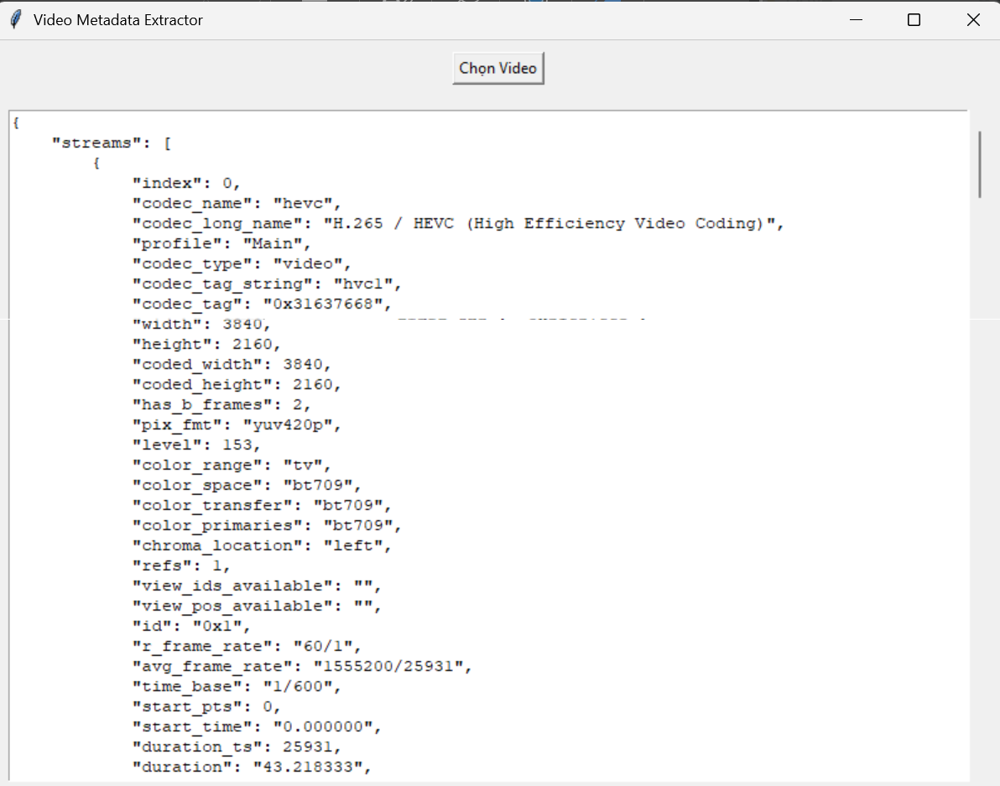 Video Metadata Extractor
Chọn Video
{
"streams": [
{
"index": 0,
"codec_name": "hevc",
"codec_long_name": "H.265 / HEVC (High Efficiency Video Coding)",
"profile": "Main",
"codec_type": "video",
"codec_tag_string": "hvc1",
"codec_tag": "0x31637668",
"width": 3840,
"height": 2160,
"coded_width": 3840,
"coded_height": 2160,
"has_b_frames": 2,
"pix_fmt": "yuv420p",
"level": 153,
"color_range": "tv",
"color_space": "bt709",
"color_transfer": "bt709",
"color_primaries": "bt709",
"chroma_location": "left",
"refs": 1,
"view_ids_available": "",
"view_pos_available": "",
"id": "0x1",
"r_frame_rate": "60/1",
"avg_frame_rate": "1555200/25931",
"time_base": "1/600",
"start_pts": 0,
"start_time": "0.000000",
"duration_ts": 25931,
"duration": "43.218333",